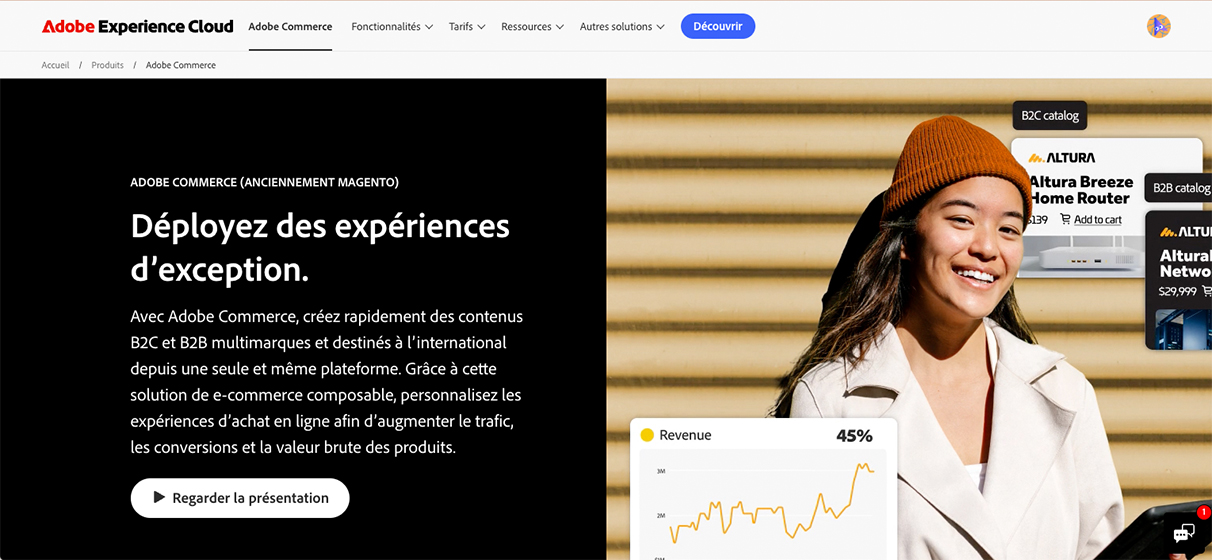 Adobe Experience Cloud
Adobe Commerce
Fonctionnalités
Tarifs
Ressources
Autres solutions
Découvrir
Accueil / Produits / Adobe Commerce
ADOBE COMMERCE (ANCIENNEMENT MAGENTO)
Déployez des expériences
d’exception.
Avec Adobe Commerce, créez rapidement des contenus
B2C et B2B multimarques et destinés à l’international
depuis une seule et même plateforme. Grâce à cette
solution de e-commerce composable, personnalisez les
expériences d’achat en ligne afin d’augmenter le trafic,
les conversions et la valeur brute des produits.
Regarder la présentation
B2C catalog
ALTURA
Altura Breeze
Home Router
$139 Add to cart
B2B catalog
ALTU
Altural
Netwo
$29,999
Revenue 45%
3M
2M
1